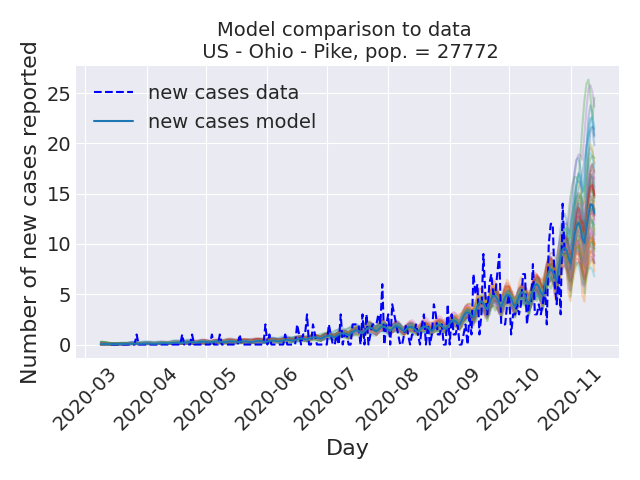 Model comparison to data
US - Ohio - Pike, pop. = 27772
Number of new cases reported
25
20
15
10
5
0
new cases data
new cases model
2020-03
2020-04
2020-05
2020-06
2020-07
2020-08
2020-09
2020-10
2020-11
Day